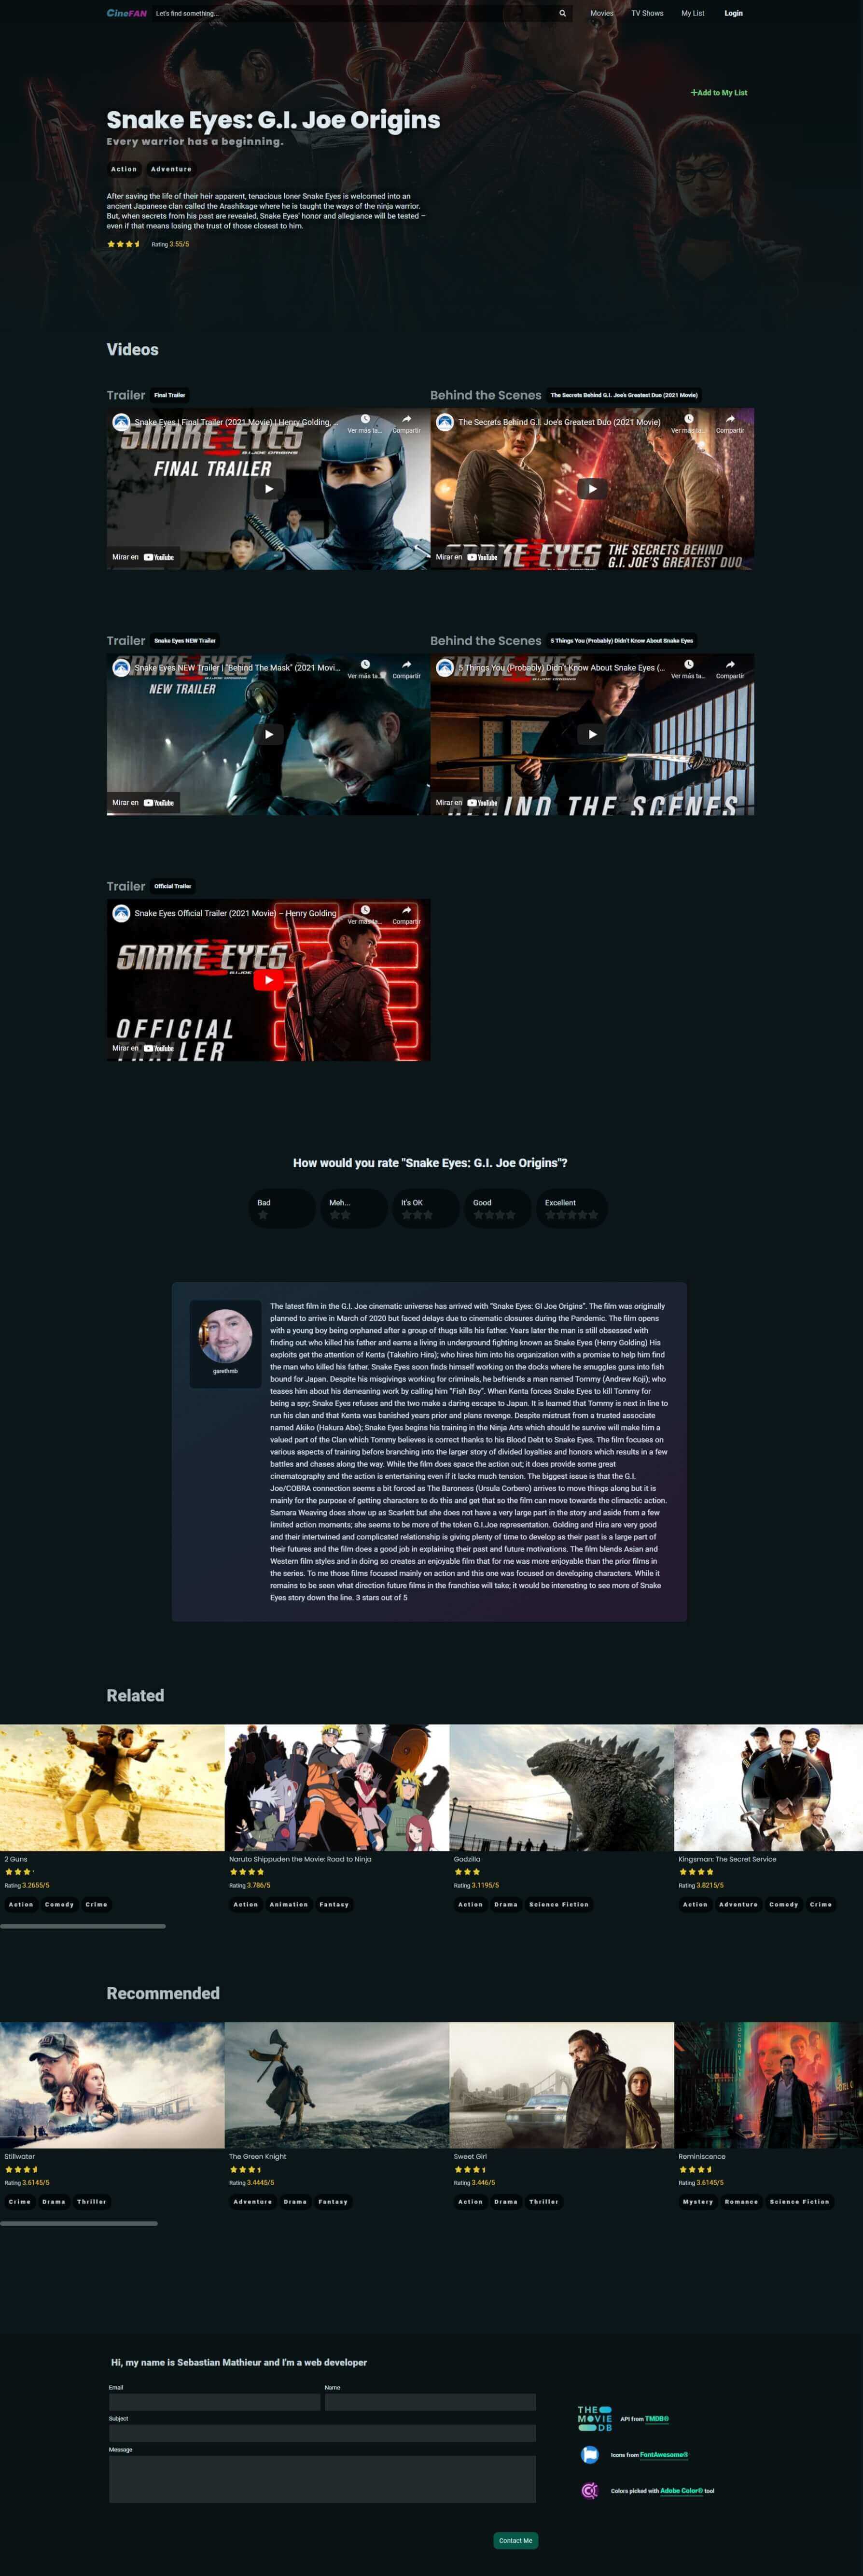 CineFAN
Let's find something...
Movies
TV Shows
My List
Login
Add to My List
Snake Eyes: G.I. Joe Origins
Every warrior has a beginning.
Action
Adventure
After saving the life of their heir apparent, tenacious loner Snake Eyes is welcomed into an
ancient Japanese clan called the Arashikage where he is taught the ways of the ninja warrior.
But, when secrets from his past are revealed, Snake Eyes' honor and allegiance will be tested –
even if that means losing the trust of those closest to him.
Rating 3.55/5
Videos
Trailer
Final Trailer
Snake Eyes | Final Trailer (2021 Movie) | Henry Golding, ...
Ver más ta...
Compartir
SNAKE EYES
G.I. JOE ORIGINS
FINAL TRAILER
Mirar en YouTube
Behind the Scenes
The Secrets Behind G.I. Joe's Greatest Duo (2021 Movie)
The Secrets Behind G.I. Joe's Greatest Duo (2021 Movie)
Ver más ta...
Compartir
THE SECRETS BEHIND
G.I. JOE'S GREATEST DUO
Mirar en YouTube
Trailer
Snake Eyes NEW Trailer
Snake Eyes NEW Trailer | "Behind The Mask" (2021 Movi...
Ver más ta...
Compartir
NEW TRAILER
Mirar en YouTube
Behind the Scenes
5 Things You (Probably) Didn't Know About Snake Eyes
5 Things You (Probably) Didn't Know About Snake Eyes (...
Ver más ta...
Compartir
Mirar en YouTube
THE SCENES
Trailer
Official Trailer
Snake Eyes Official Trailer (2021 Movie) – Henry Golding
Ver más ta...
Compartir
SNAKE EYES
G.I. JOE ORIGINS
OFFICIAL
TRAILER
Mirar en YouTube
How would you rate "Snake Eyes: G.I. Joe Origins"?
Bad
Meh...
It's OK
Good
Excellent
garethmb
The latest film in the G.I. Joe cinematic universe has arrived with “Snake Eyes: GI Joe Origins”. The film was originally
planned to arrive in March of 2020 but faced delays due to cinematic closures during the Pandemic. The film opens
with a young boy being orphaned after a group of thugs kills his father. Years later the man is still obsessed with
finding out who killed his father and earns a living in underground fighting known as Snake Eyes (Henry Golding) His
exploits get the attention of Kenta (Takehiro Hira); who hires him into his organization with a promise to help him find
the man who killed his father. Snake Eyes soon finds himself working on the docks where he smuggles guns into fish
bound for Japan. Despite his misgivings working for criminals, he befriends a man named Tommy (Andrew Koji); who
teases him about his demeaning work by calling him “Fish Boy”. When Kenta forces Snake Eyes to kill Tommy for
being a spy; Snake Eyes refuses and the two make a daring escape to Japan. It is learned that Tommy is next in line to
run his clan and that Kenta was banished years prior and plans revenge. Despite mistrust from a trusted associate
named Akiko (Hakura Abe); Snake Eyes begins his training in the Ninja Arts which should he survive will make him a
valued part of the Clan which Tommy believes is correct thanks to his Blood Debt to Snake Eyes. The film focuses on
various aspects of training before branching into the larger story of divided loyalties and honors which results in a few
battles and chases along the way. While the film does space the action out; it does provide some great
cinematography and the action is entertaining even if it lacks much tension. The biggest issue is that the G.I.
Joe/COBRA connection seems a bit forced as The Baroness (Ursula Corbero) arrives to move things along but it is
mainly for the purpose of getting characters to do this and get that so the film can move towards the climactic action.
Samara Weaving does show up as Scarlett but she does not have a very large part in the story and aside from a few
limited action moments; she seems to be more of the token G.I.Joe representation. Golding and Hira are very good
and their intertwined and complicated relationship is giving plenty of time to develop as their past is a large part of
their futures and the film does a good job in explaining their past and future motivations. The film blends Asian and
Western film styles and in doing so creates an enjoyable film that for me was more enjoyable than the prior films in
the series. To me those films focused mainly on action and this one was focused on developing characters. While it
remains to be seen what direction future films in the franchise will take; it would be interesting to see more of Snake
Eyes story down the line. 3 stars out of 5
Related
2 Guns
Rating 3.2655/5
Action
Comedy
Crime
Naruto Shippuden the Movie: Road to Ninja
Rating 3.786/5
Action
Animation
Fantasy
Godzilla
Rating 3.1195/5
Action
Drama
Science Fiction
Kingsman: The Secret Service
Rating 3.8215/5
Action
Adventure
Comedy
Crime
Recommended
Stillwater
Rating 3.6145/5
Crime
Drama
Thriller
The Green Knight
Rating 3.4445/5
Adventure
Drama
Fantasy
Sweet Girl
Rating 3.446/5
Action
Drama
Thriller
Reminiscence
Rating 3.6145/5
Mystery
Romance
Science Fiction
Hi, my name is Sebastian Mathieur and I'm a web developer
Email
Name
Subject
Message
Contact Me
THE
MOVIE
DB
API from TMDB®
Icons from FontAwesome®
Colors picked with Adobe Color® tool